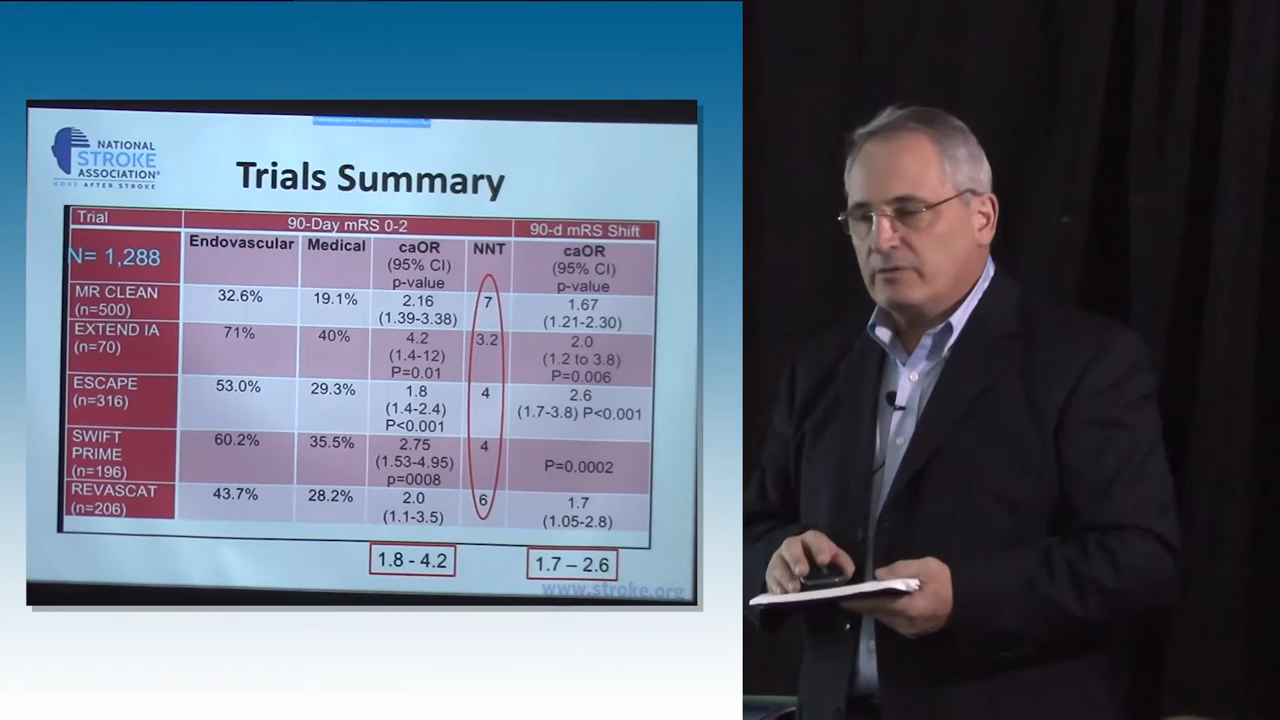 NATIONAL
STROKE
ASSOCIATION®
HOPE AFTER STROKE
Trials Summary
Trial 90-Day mRS 0-2 90-d mRS Shift
N= 1,288 Endovascular Medical caOR (95% CI) p-value NNT caOR (95% CI) p-value
MR CLEAN (n=500) 32.6% 19.1% 2.16 (1.39-3.38) 7 1.67 (1.21-2.30)
EXTEND IA (n=70) 71% 40% 4.2 (1.4-12) P=0.01 3.2 2.0 (1.2 to 3.8) P=0.006
ESCAPE (n=316) 53.0% 29.3% 1.8 (1.4-2.4) P<0.001 4 2.6 (1.7-3.8) P<0.001
SWIFT PRIME (n=196) 60.2% 35.5% 2.75 (1.53-4.95) p=0008 4 P=0.0002
REVASCAT (n=206) 43.7% 28.2% 2.0 (1.1-3.5) 6 1.7 (1.05-2.8)
1.8 - 4.2 1.7 – 2.6
www.stroke.org